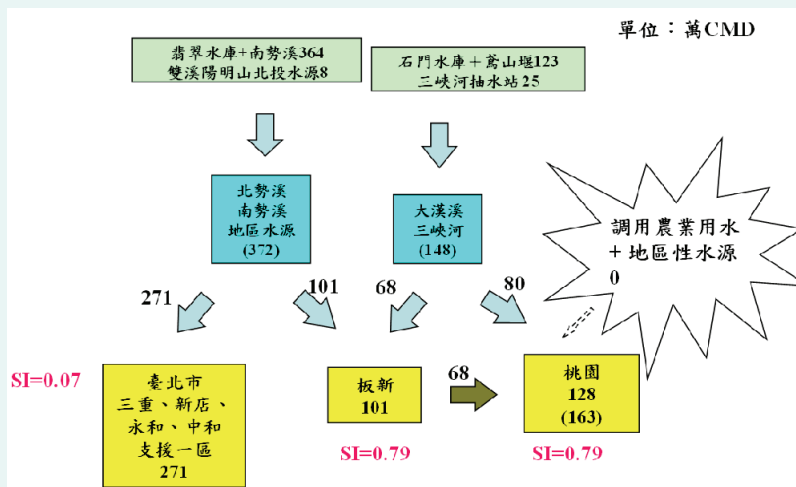 單位：萬CMD
翡翠水庫+南勢溪364
雙溪陽明山北投水源8
石門水庫＋鳶山堰123
三峽河抽水站25
北勢溪
南勢溪
地區水源
(372)
大漢溪
三峽河
(148)
調用農業用水
+地區性水源
0
271
101
68
80
SI=0.07
臺北市
三重、新店、
永和、中和
支援一區
271
板新
101
68
桃園
128
(163)
SI=0.79
SI=0.79